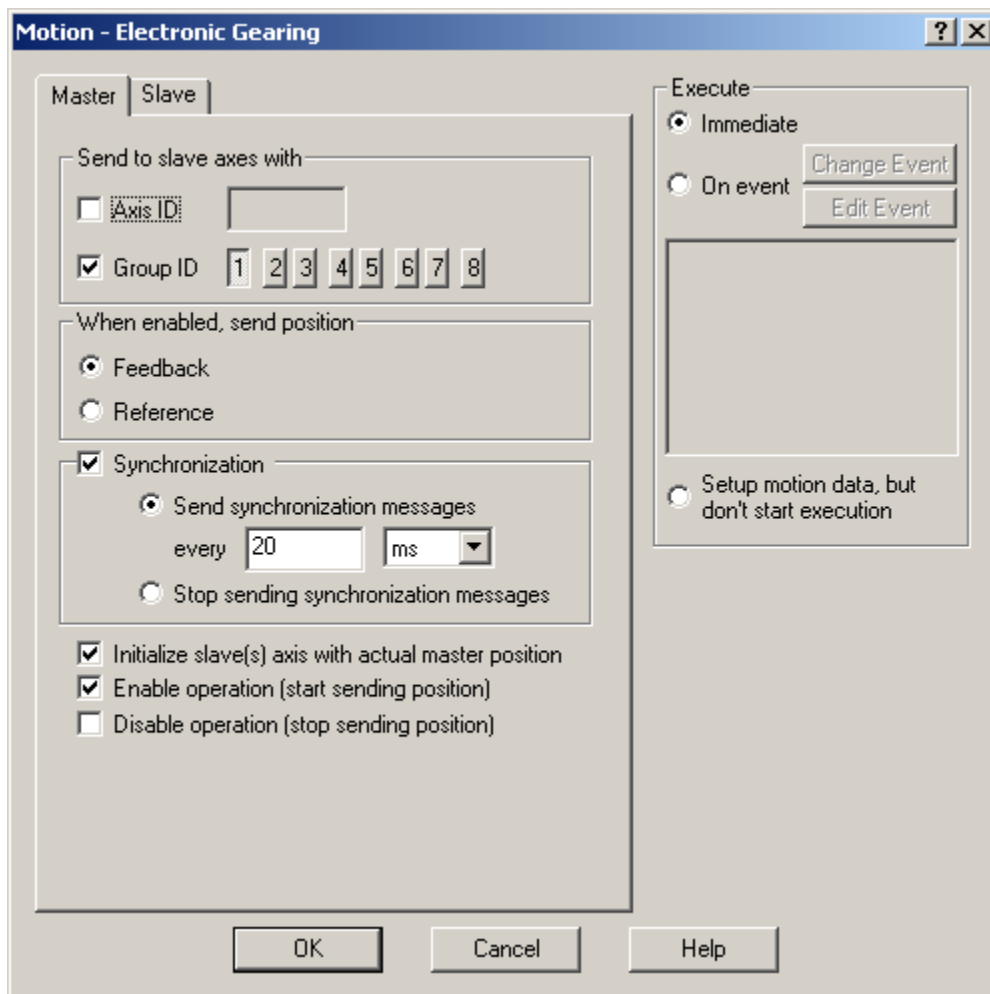 Motion - Electronic Gearing
Master Slave
Send to slave axes with
Axis ID
Group ID 1 2 3 4 5 6 7 8
When enabled, send position
Feedback
Reference
Synchronization
Send synchronization messages
every 20 ms
Stop sending synchronization messages
Initialize slave(s) axis with actual master position
Enable operation (start sending position)
Disable operation (stop sending position)
Execute
Immediate
On event
Change Event
Edit Event
Setup motion data, but
don't start execution
OK Cancel Help